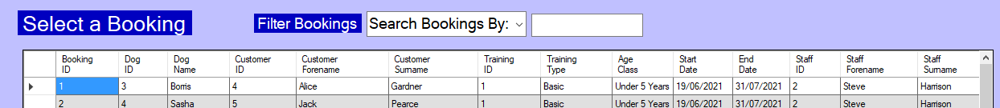 Select a Booking Filter Bookings Search Bookings By:
Booking ID Dog ID Dog Name Customer ID Customer Forename Customer Surname Training ID Training Type Age Class Start Date End Date Staff ID Staff Forename Staff Surname
1 3 Borris 4 Alice Gardner 1 Basic Under 5 Years 19/06/2021 31/07/2021 2 Steve Harrison
2 4 Sasha 5 Jack Pearce 1 Basic Under 5 Years 19/06/2021 31/07/2021 2 Steve Harrison